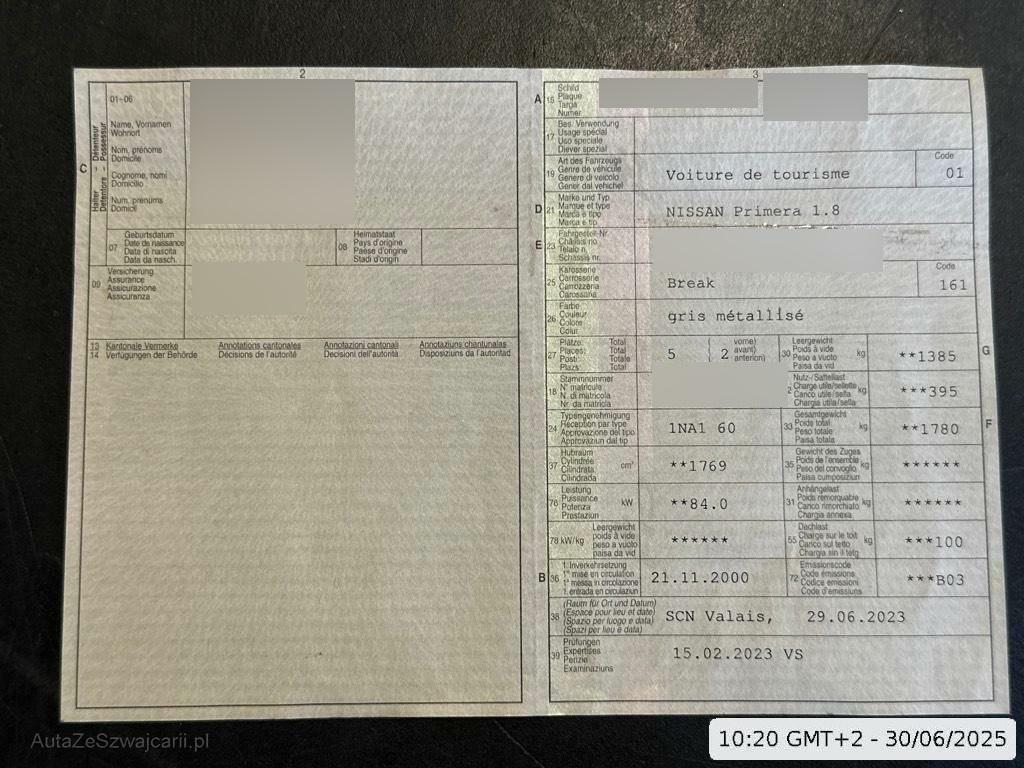 2
01-06
Name, Vornamen
Wohnort
Nom, prénoms
Domicile
Cognome, nomi
Domicilio
Num, prenums
Domicil
C
Détenteur
Possessur
Halter
Detentore
07
Geburtsdatum
Date de naissance
Data di nascita
Data da nasch.
08
Heimatstaat
Pays d'origine
Paese d'origine
Stadi d'origin
09
Versicherung
Assurance
Assicurazione
Assicuranza
13 Kantonale Vermerke
14 Verfügungen der Behörde
Annotations cantonales
Décisions de l'autorité
Annotazioni cantonali
Decisioni dell'autorità
Annotaziuns chantunalas
Disposiziuns da l'autoritad
3
A 15
Schild
Plaque
Targa
Numer
17
Bes. Verwendung
Usage spécial
Uso speciale
Diever spezial
19
Art des Fahrzeugs
Genre de véhicule
Genere di veicolo
Gener dal vehichel
Voiture de tourisme
Code
01
D 21
Marke und Typ
Marque et type
Marca e tipo
Marca e tip
NISSAN Primera 1.8
E 23
Fahrgestell-Nr.
Châssis no
Telaio n.
Schassis nr.
25
Karosserie
Carrosserie
Carrozzeria
Carossaria
Break
Code
161
26
Farbe
Couleur
Colore
Colur
gris métallisé
27
Plätze: Total
Places: Total
Posti: Totale
Plazs: Total
5 ( 2
vorne)
avant)
anteriori)
30
Leergewicht
Poids à vide
Peso a vuoto
Paisa da vid
kg
**1385
G
18
Stammnummer
N° matricule
N. di matricola
Nr. da matricla
Nutz-/Sattellast
Charge utile/sellette
Carico utile/sella
Chargia utila/sella
kg
***395
24
Typengenehmigung
Réception par type
Approvazione del tipo
Approvaziun dal tip
1NA1 60
33
Gesamtgewicht
Poids total
Peso totale
Paisa totala
kg
**1780
F
37
Hubraum
Cylindrée
Cilindrata
Cilindrada
cm³
**1769
35
Gewicht des Zuges
Poids de l'ensemble
Peso del convoglio
Paisa cumposiziun
kg
******
76
Leistung
Puissance
Potenza
Prestaziun
kW
**84.0
31
Anhängelast
Poids remorquable
Carico rimorchiato
Chargia annexa
kg
******
78 kW/kg
Leergewicht
poids à vide
peso a vuoto
paisa da vid
******
55
Dachlast
Charge sur le toit
Carico sul tetto
Chargia sin il tetg
kg
***100
B 36
1. Inverkehrsetzung
1re mise en circulation
1a messa in circolazione
1. entrada en circulaziun
21.11.2000
72
Emissionscode
Code émissions
Codice emissioni
Code d'emissiuns
***B03
38
(Raum für Ort und Datum)
(Espace pour lieu et date)
(Spazio per luogo e data)
(Spazi per lieu e data)
SCN Valais, 29.06.2023
39
Prüfungen
Expertises
Perizie
Examinaziuns
15.02.2023 VS
AutaZeSzwajcarii.pl
10:20 GMT+2 - 30/06/2025